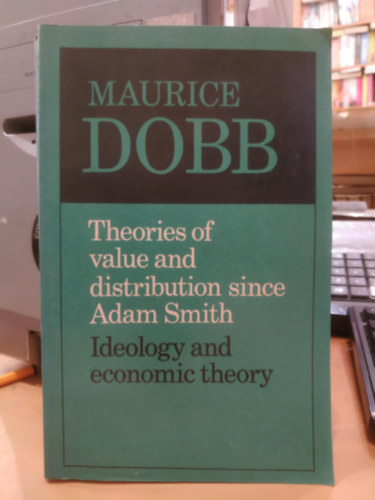 MAURICE
DOBB
Theories of
value and
distribution since
Adam Smith
Ideology and
economic theory